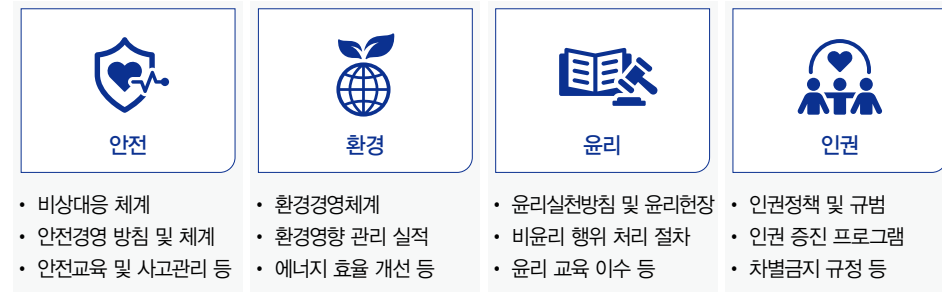 안전
• 비상대응 체계
• 안전경영 방침 및 체계
• 안전교육 및 사고관리 등
환경
• 환경경영체계
• 환경영향 관리 실적
• 에너지 효율 개선 등
윤리
• 윤리실천방침 및 윤리헌장
• 비윤리 행위 처리 절차
• 윤리 교육 이수 등
인권
• 인권정책 및 규범
• 인권 증진 프로그램
• 차별금지 규정 등